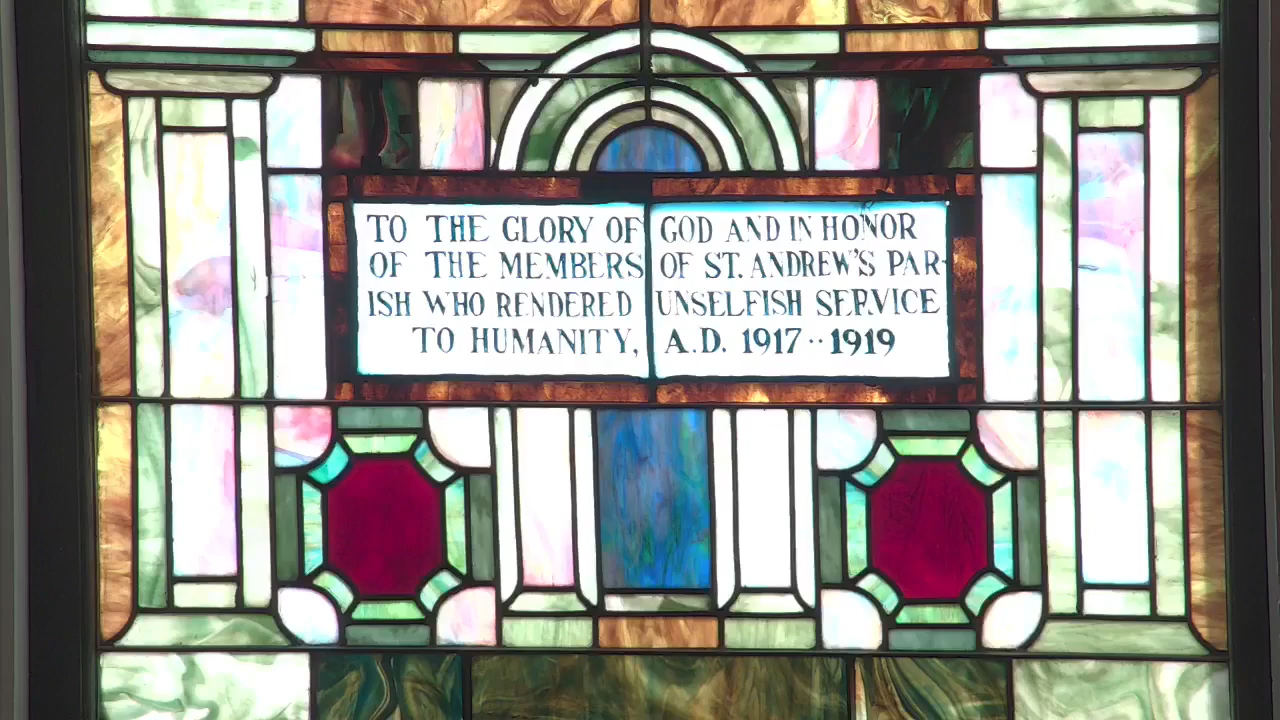 TO THE GLORY OF GOD AND IN HONOR
OF THE MEMBERS OF ST. ANDREW'S PAR-
ISH WHO RENDERED UNSELFISH SERVICE
TO HUMANITY, A.D. 1917··1919